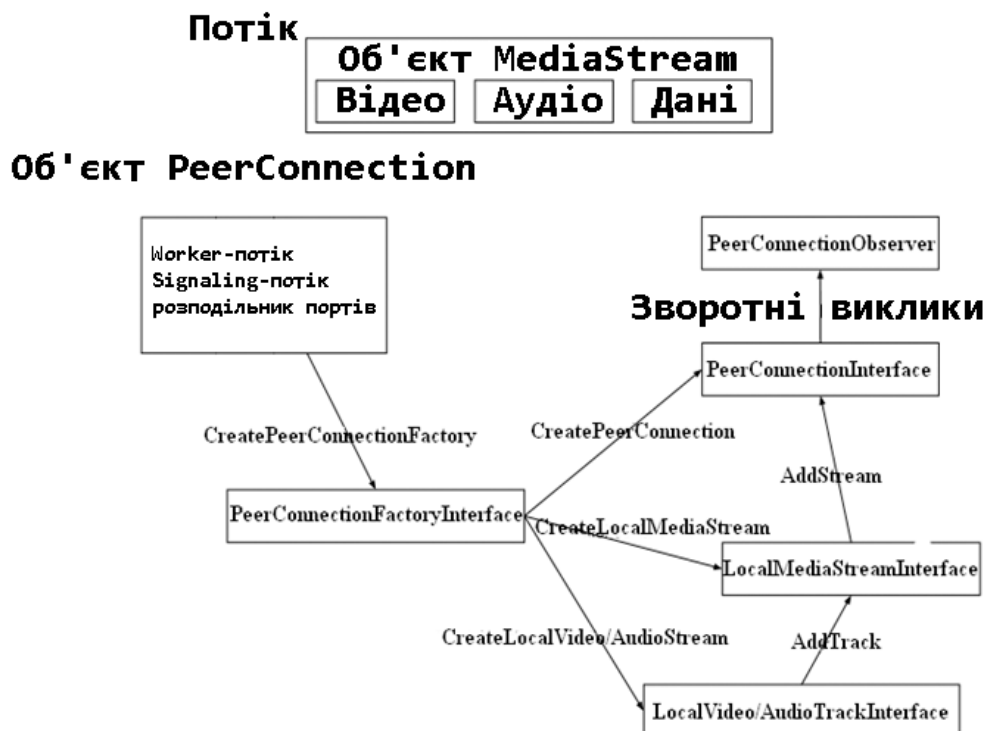 Потік
Об'єкт MediaStream
Відео Аудіо Дані
Об'єкт PeerConnection
Worker-потік
Signaling-потік
розподільник портів
PeerConnectionObserver
Зворотні виклики
PeerConnectionInterface
CreatePeerConnectionFactory
CreatePeerConnection
AddStream
PeerConnectionFactoryInterface
CreateLocalMediaStream
LocalMediaStreamInterface
CreateLocalVideo/AudioStream
AddTrack
LocalVideo/AudioTrackInterface